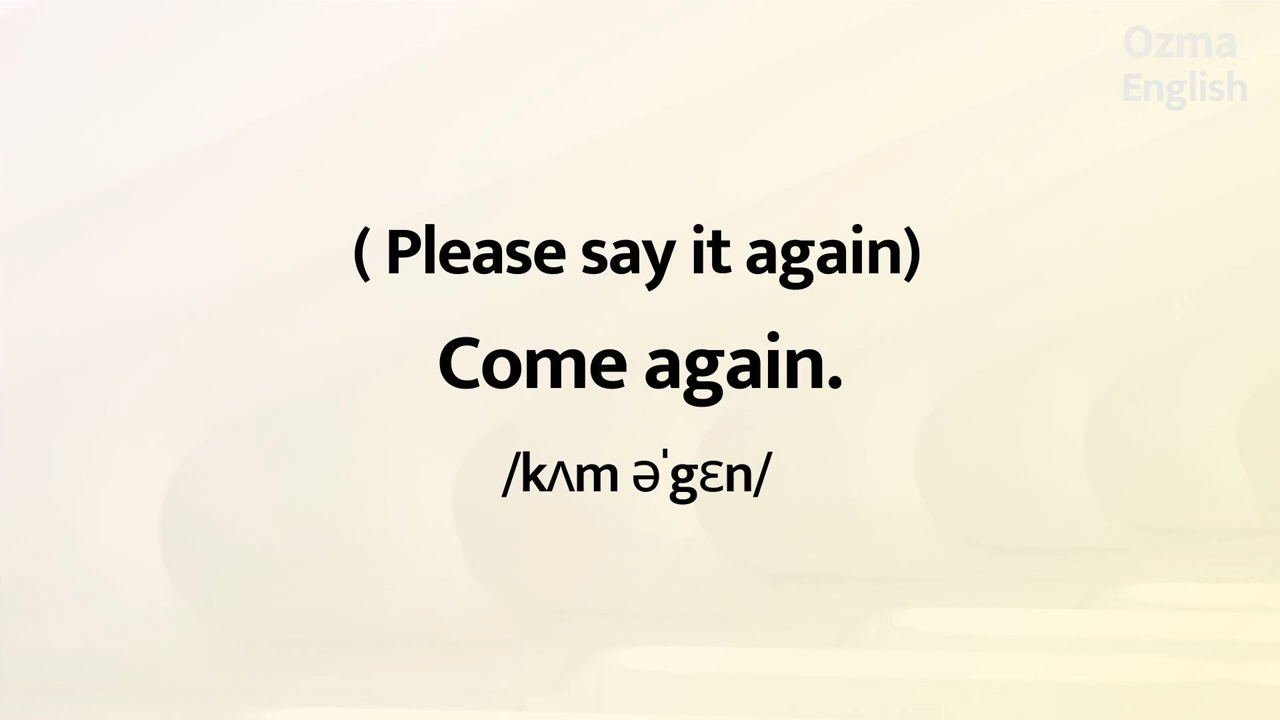 Ozma
English
( Please say it again)
Come again.
/kʌm əˈgɛn/